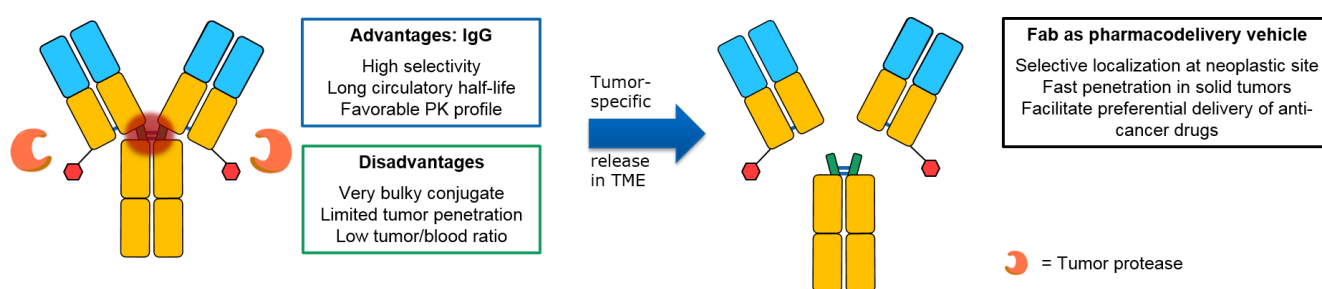 Advantages: IgG
High selectivity
Long circulatory half-life
Favorable PK profile
Disadvantages
Very bulky conjugate
Limited tumor penetration
Low tumor/blood ratio
Tumor-
specific
release
in TME
Fab as pharmacodelivery vehicle
Selective localization at neoplastic site
Fast penetration in solid tumors
Facilitate preferential delivery of anti-
cancer drugs
= Tumor protease